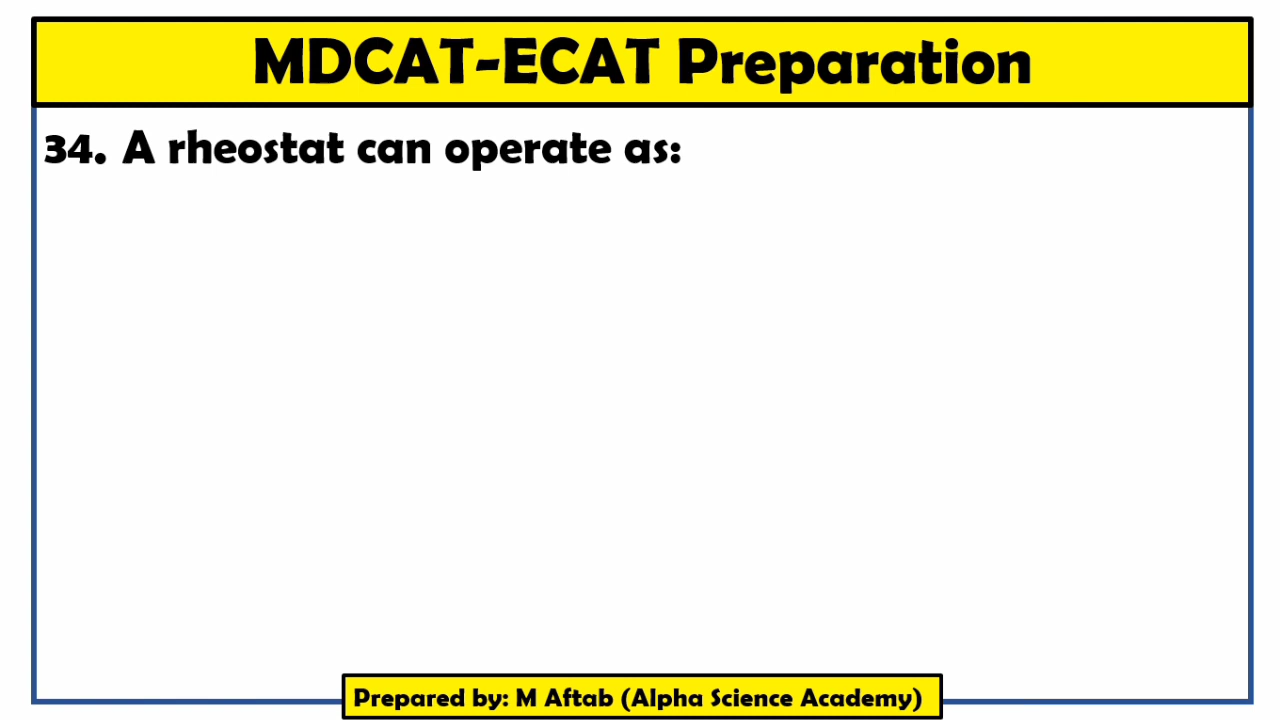 MDCAT-ECAT Preparation
34. A rheostat can operate as:
Prepared by: M Aftab (Alpha Science Academy)